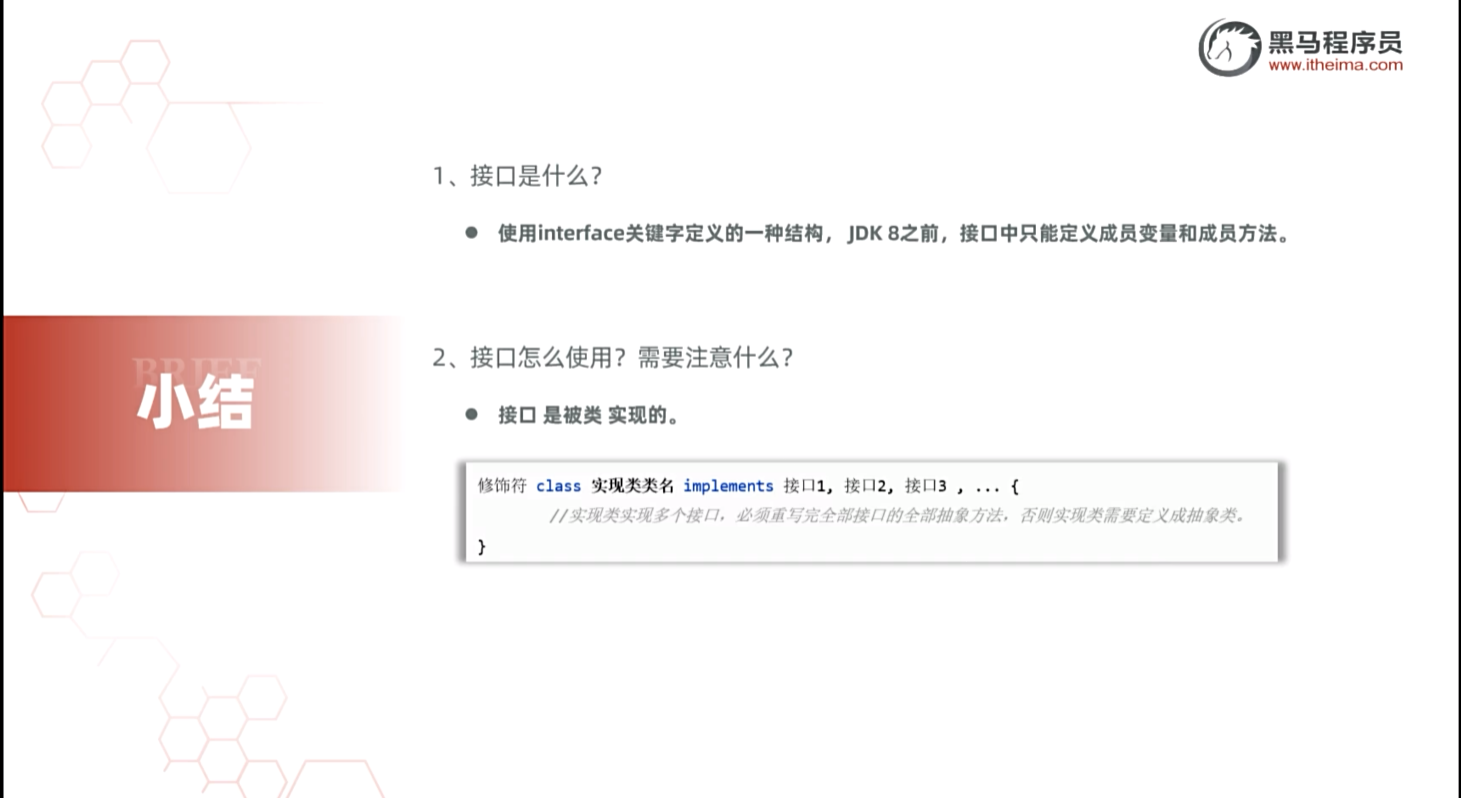 黑马程序员
www.itheima.com
1、接口是什么？
● 使用interface关键字定义的一种结构， JDK 8之前，接口中只能定义成员变量和成员方法。
BRIEF
小结
2、接口怎么使用？需要注意什么？
● 接口 是被类 实现的。
修饰符 class 实现类类名 implements 接口1, 接口2, 接口3 , ... {
//实现类实现多个接口，必须重写完全部接口的全部抽象方法，否则实现类需要定义成抽象类。
}